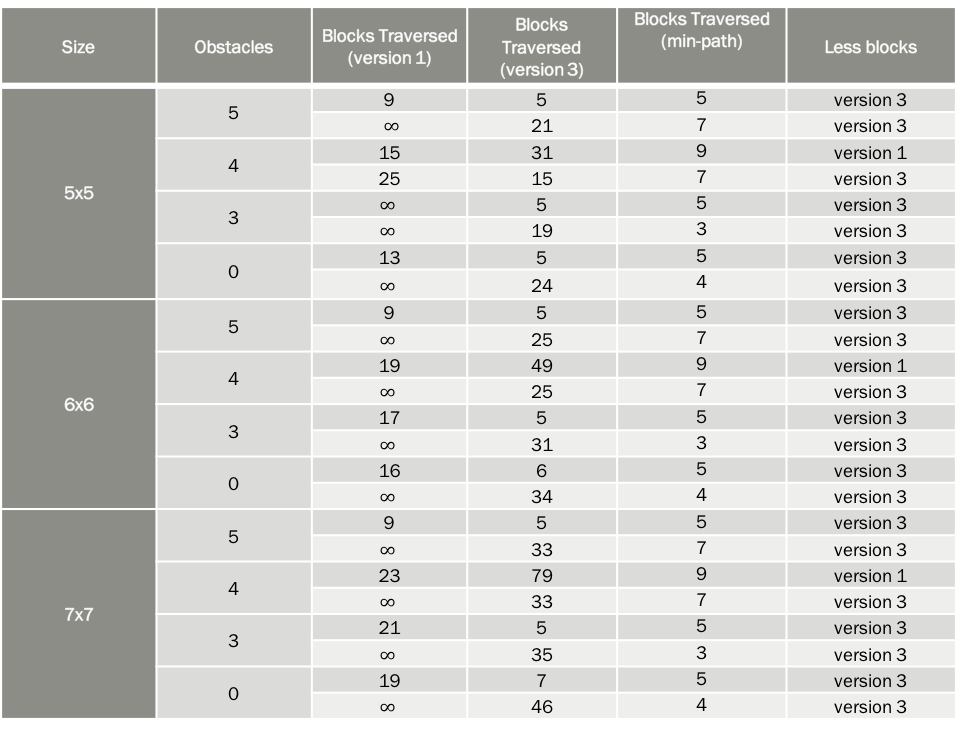 Size Obstacles Blocks Traversed (version 1) Blocks Traversed (version 3) Blocks Traversed (min-path) Less blocks
5x5 5 9 5 5 version 3
∞ 21 7 version 3
4 15 31 9 version 1
25 15 7 version 3
3 ∞ 5 5 version 3
∞ 19 3 version 3
0 13 5 5 version 3
∞ 24 4 version 3
6x6 5 9 5 5 version 3
∞ 25 7 version 3
4 19 49 9 version 1
∞ 25 7 version 3
3 17 5 5 version 3
∞ 31 3 version 3
0 16 6 5 version 3
∞ 34 4 version 3
7x7 5 9 5 5 version 3
∞ 33 7 version 3
4 23 79 9 version 1
∞ 33 7 version 3
3 21 5 5 version 3
∞ 35 3 version 3
0 19 7 5 version 3
∞ 46 4 version 3